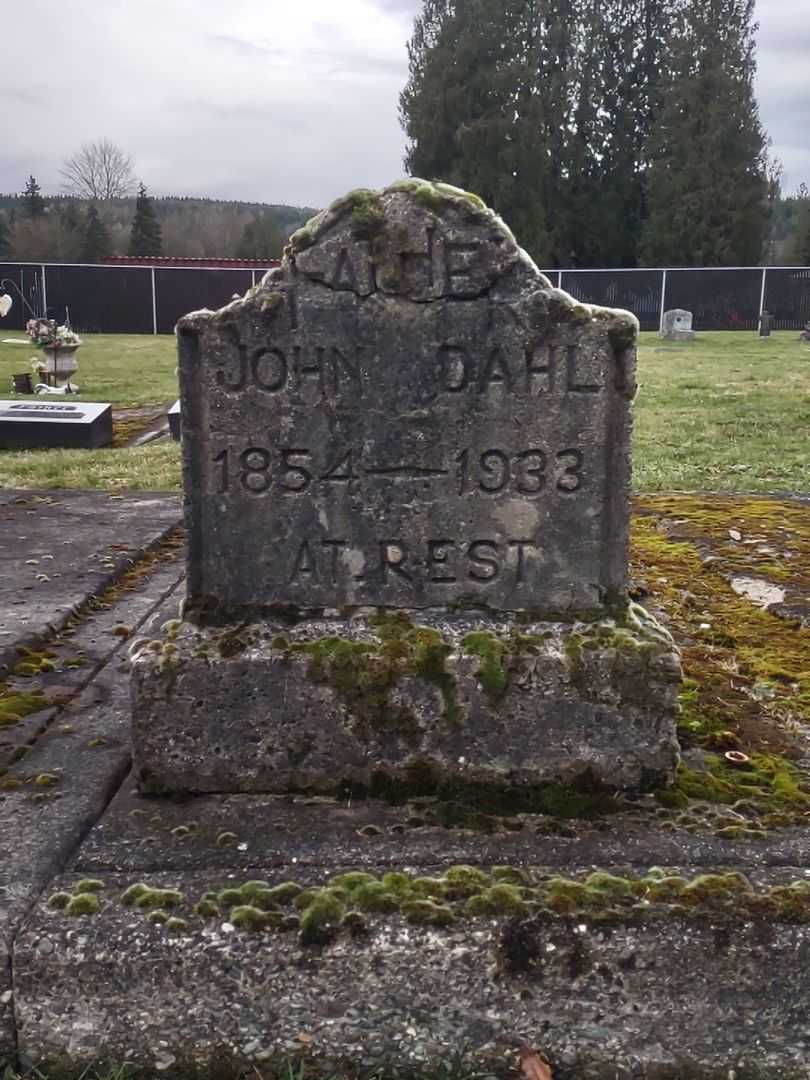 FATHER
JOHN DAHL
1854—1933
AT REST